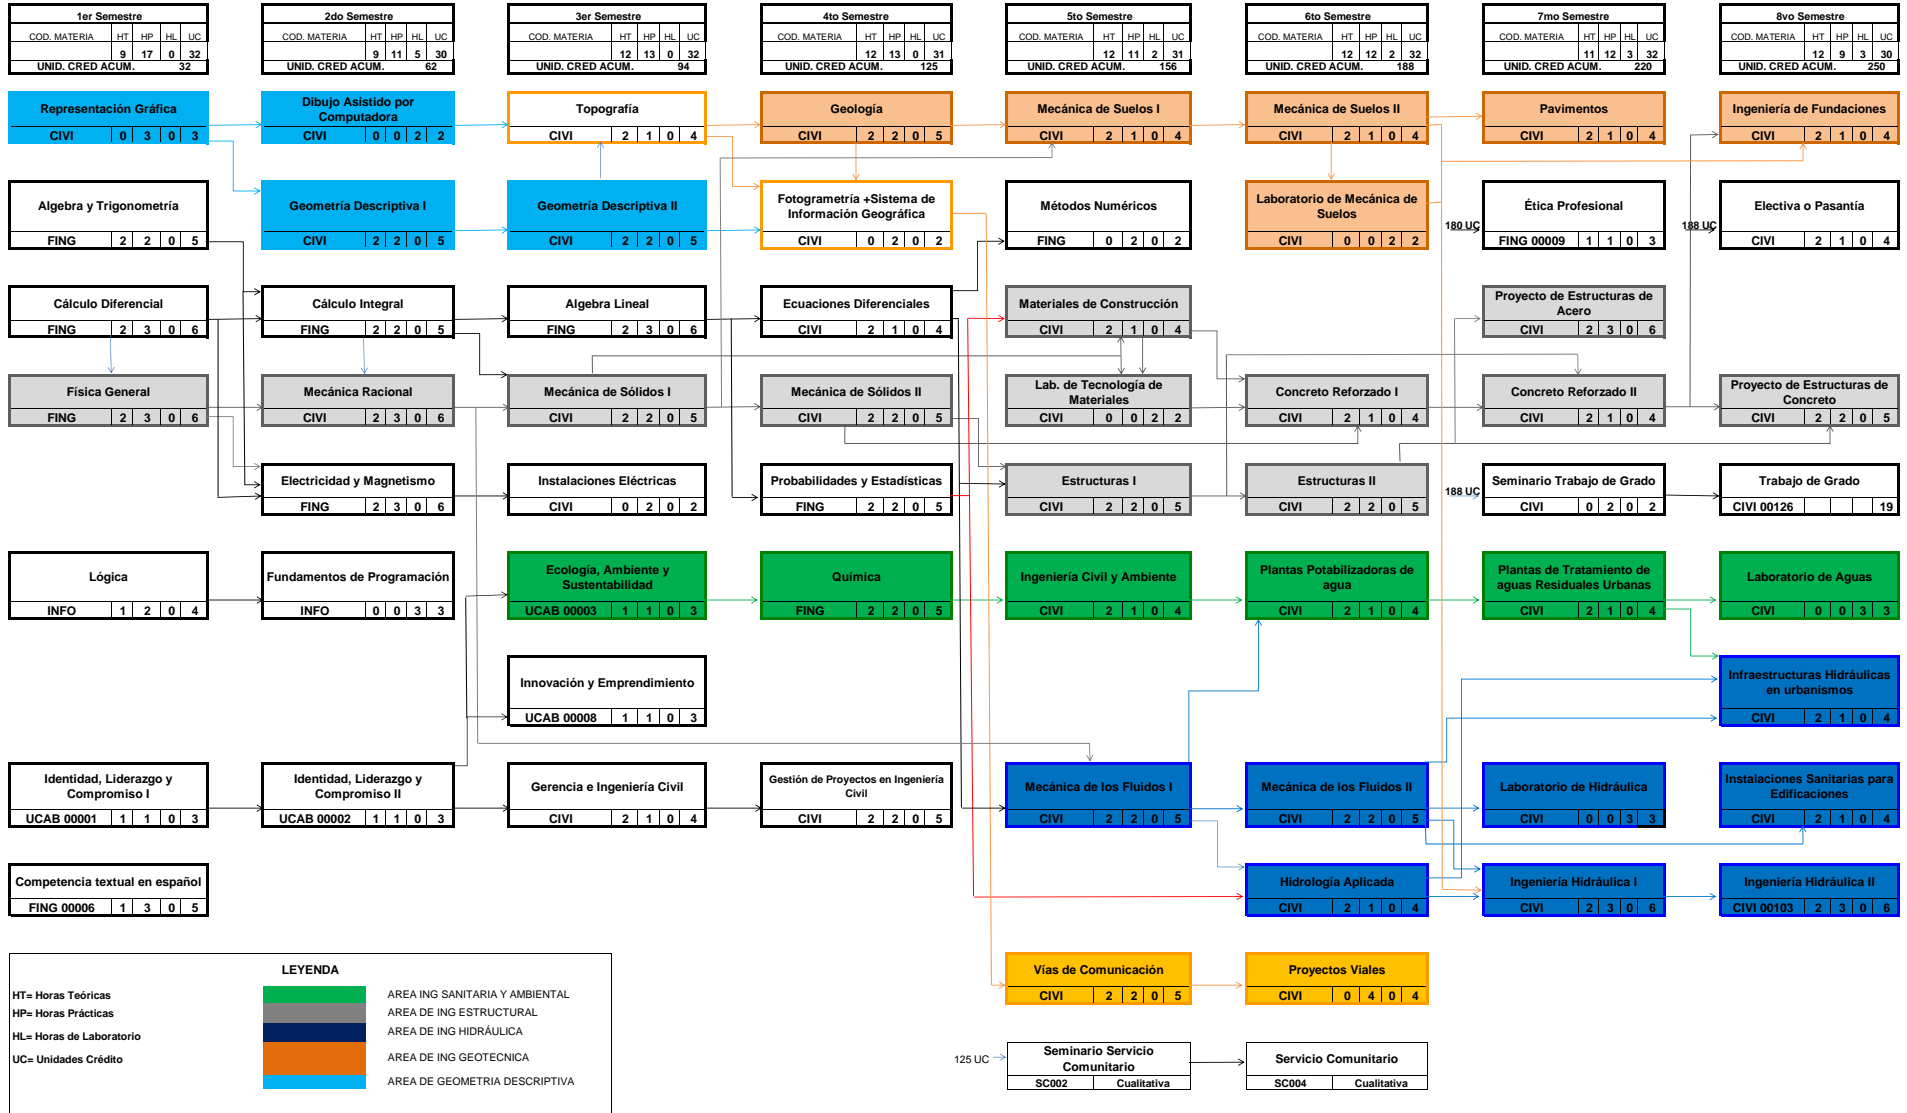 1er Semestre
COD. MATERIA HT HP HL UC
9 17 0 32
UNID. CRED ACUM. 32
2do Semestre
COD. MATERIA HT HP HL UC
9 11 5 30
UNID. CRED ACUM. 62
3er Semestre
COD. MATERIA HT HP HL UC
12 13 0 32
UNID. CRED ACUM. 94
4to Semestre
COD. MATERIA HT HP HL UC
12 13 0 31
UNID. CRED ACUM. 125
5to Semestre
COD. MATERIA HT HP HL UC
12 11 2 31
UNID. CRED ACUM. 156
6to Semestre
COD. MATERIA HT HP HL UC
12 12 2 32
UNID. CRED ACUM. 188
7mo Semestre
COD. MATERIA HT HP HL UC
11 12 3 32
UNID. CRED ACUM. 220
8vo Semestre
COD. MATERIA HT HP HL UC
12 9 3 30
UNID. CRED ACUM. 250
Representación Gráfica
CIVI 0 3 0 3
Dibujo Asistido por
Computadora
CIVI 0 0 2 2
Topografía
CIVI 2 1 0 4
Geología
CIVI 2 2 0 5
Mecánica de Suelos I
CIVI 2 1 0 4
Mecánica de Suelos II
CIVI 2 1 0 4
Pavimentos
CIVI 2 1 0 4
Ingeniería de Fundaciones
CIVI 2 1 0 4
Algebra y Trigonometría
FING 2 2 0 5
Geometría Descriptiva I
CIVI 2 2 0 5
Geometría Descriptiva II
CIVI 2 2 0 5
Fotogrametría +Sistema de
Información Geográfica
CIVI 0 2 0 2
Métodos Numéricos
FING 0 2 0 2
Laboratorio de Mecánica de
Suelos
CIVI 0 0 2 2
180 UC
Ética Profesional
FING 00009 1 1 0 3
188 UC
Electiva o Pasantía
CIVI 2 1 0 4
Cálculo Diferencial
FING 2 3 0 6
Cálculo Integral
FING 2 2 0 5
Algebra Lineal
FING 2 3 0 6
Ecuaciones Diferenciales
CIVI 2 1 0 4
Materiales de Construcción
CIVI 2 1 0 4
Proyecto de Estructuras de
Acero
CIVI 2 3 0 6
Física General
FING 2 3 0 6
Mecánica Racional
CIVI 2 3 0 6
Mecánica de Sólidos I
CIVI 2 2 0 5
Mecánica de Sólidos II
CIVI 2 2 0 5
Lab. de Tecnología de
Materiales
CIVI 0 0 2 2
Concreto Reforzado I
CIVI 2 1 0 4
Concreto Reforzado II
CIVI 2 1 0 4
Proyecto de Estructuras de
Concreto
CIVI 2 2 0 5
Electricidad y Magnetismo
FING 2 3 0 6
Instalaciones Eléctricas
CIVI 0 2 0 2
Probabilidades y Estadísticas
FING 2 2 0 5
Estructuras I
CIVI 2 2 0 5
Estructuras II
CIVI 2 2 0 5
188 UC
Seminario Trabajo de Grado
CIVI 0 2 0 2
Trabajo de Grado
CIVI 00126 19
Lógica
INFO 1 2 0 4
Fundamentos de Programación
INFO 0 0 3 3
Ecología, Ambiente y
Sustentabilidad
UCAB 00003 1 1 0 3
Química
FING 2 2 0 5
Ingeniería Civil y Ambiente
CIVI 2 1 0 4
Plantas Potabilizadoras de
agua
CIVI 2 1 0 4
Plantas de Tratamiento de
aguas Residuales Urbanas
CIVI 2 1 0 4
Laboratorio de Aguas
CIVI 0 0 3 3
Innovación y Emprendimiento
UCAB 00008 1 1 0 3
Infraestructuras Hidráulicas
en urbanismos
CIVI 2 1 0 4
Identidad, Liderazgo y
Compromiso I
UCAB 00001 1 1 0 3
Identidad, Liderazgo y
Compromiso II
UCAB 00002 1 1 0 3
Gerencia e Ingeniería Civil
CIVI 2 1 0 4
Gestión de Proyectos en Ingeniería
Civil
CIVI 2 2 0 5
Mecánica de los Fluidos I
CIVI 2 2 0 5
Mecánica de los Fluidos II
CIVI 2 2 0 5
Laboratorio de Hidráulica
CIVI 0 0 3 3
Instalaciones Sanitarias para
Edificaciones
CIVI 2 1 0 4
Competencia textual en español
FING 00006 1 3 0 5
Hidrología Aplicada
CIVI 2 1 0 4
Ingeniería Hidráulica I
CIVI 2 3 0 6
Ingeniería Hidráulica II
CIVI 00103 2 3 0 6
Vías de Comunicación
CIVI 2 2 0 5
Proyectos Viales
CIVI 0 4 0 4
LEYENDA
HT= Horas Teóricas
HP= Horas Prácticas
HL= Horas de Laboratorio
UC= Unidades Crédito
AREA ING SANITARIA Y AMBIENTAL
AREA DE ING ESTRUCTURAL
AREA DE ING HIDRÁULICA
AREA DE ING GEOTECNICA
AREA DE GEOMETRIA DESCRIPTIVA
125 UC
Seminario Servicio
Comunitario
SC002 Cualitativa
Servicio Comunitario
SC004 Cualitativa